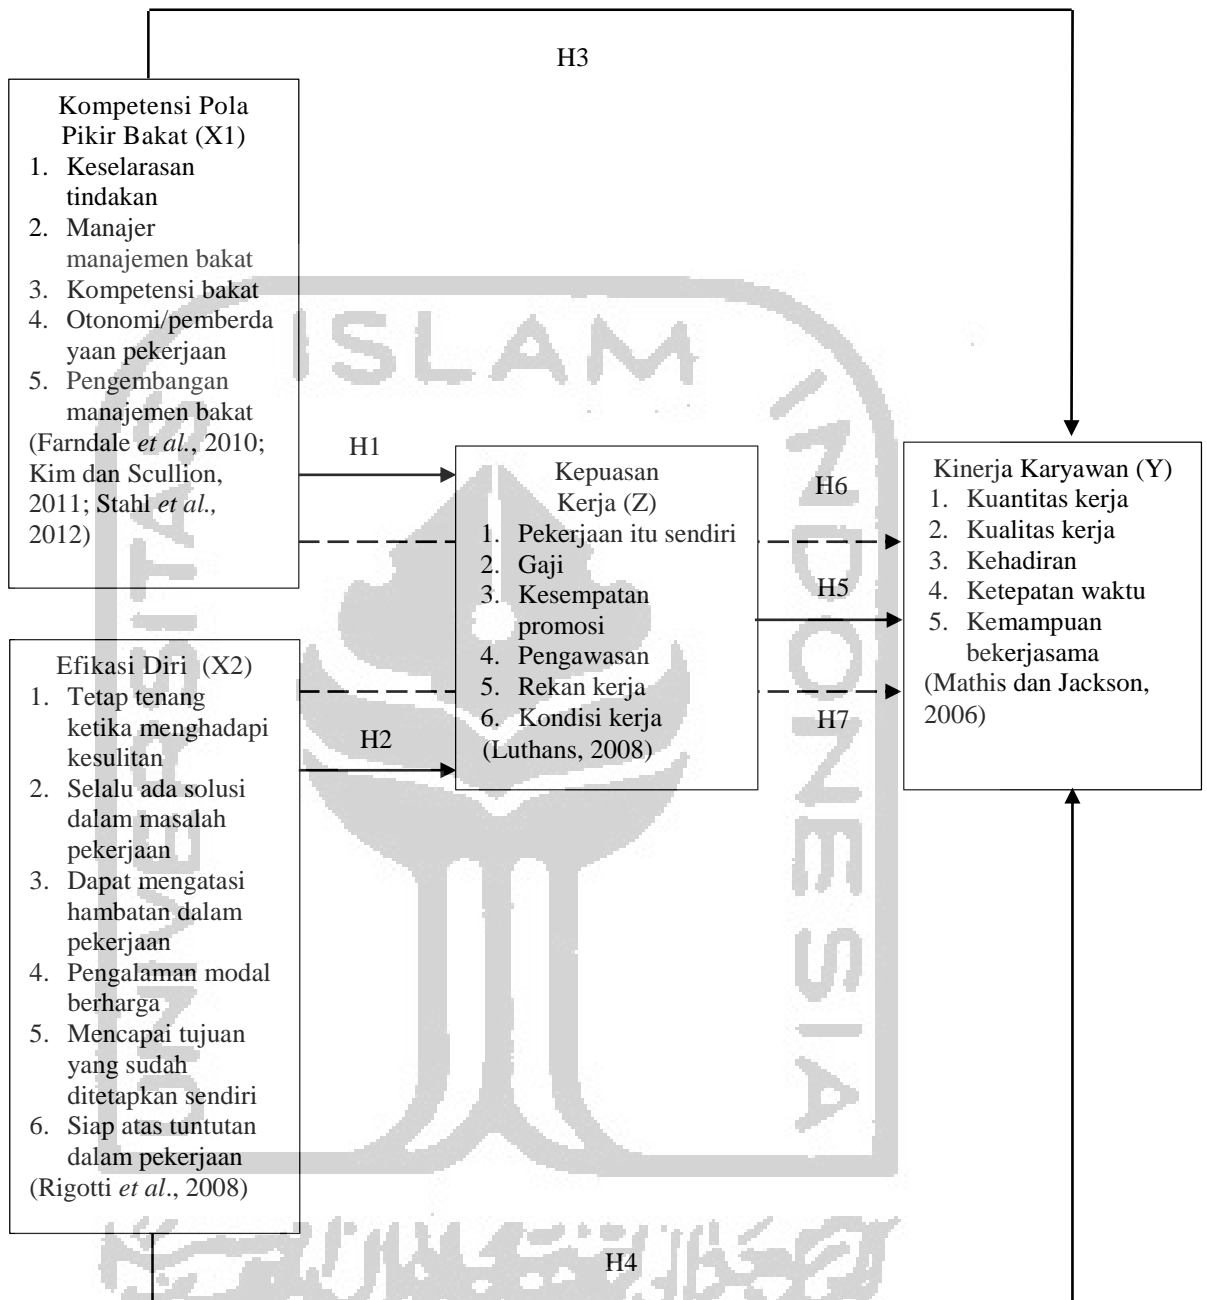 H3
Kompetensi Pola
Pikir Bakat (X1)
1. Keselarasan
tindakan
2. Manajer
manajemen bakat
3. Kompetensi bakat
4. Otonomi/pemberda
yaan pekerjaan
5. Pengembangan
manajemen bakat
(Farndale et al., 2010;
Kim dan Scullion,
2011; Stahl et al.,
2012)
H1
Kepuasan
Kerja (Z)
1. Pekerjaan itu sendiri
2. Gaji
3. Kesempatan
promosi
4. Pengawasan
5. Rekan kerja
6. Kondisi kerja
(Luthans, 2008)
H6
H5
H7
Kinerja Karyawan (Y)
1. Kuantitas kerja
2. Kualitas kerja
3. Kehadiran
4. Ketepatan waktu
5. Kemampuan
bekerjasama
(Mathis dan Jackson,
2006)
Efikasi Diri (X2)
1. Tetap tenang
ketika menghadapi
kesulitan
2. Selalu ada solusi
dalam masalah
pekerjaan
3. Dapat mengatasi
hambatan dalam
pekerjaan
4. Pengalaman modal
berharga
5. Mencapai tujuan
yang sudah
ditetapkan sendiri
6. Siap atas tuntutan
dalam pekerjaan
(Rigotti et al., 2008)
H2
H4
UNIVERSITAS
ISLAM
INDONESIA